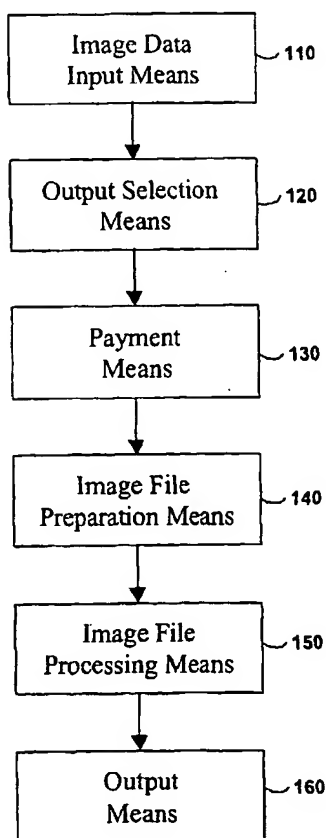 Image Data
Input Means
110
Output Selection
Means
120
Payment
Means
130
Image File
Preparation Means
140
Image File
Processing Means
150
Output
Means
160